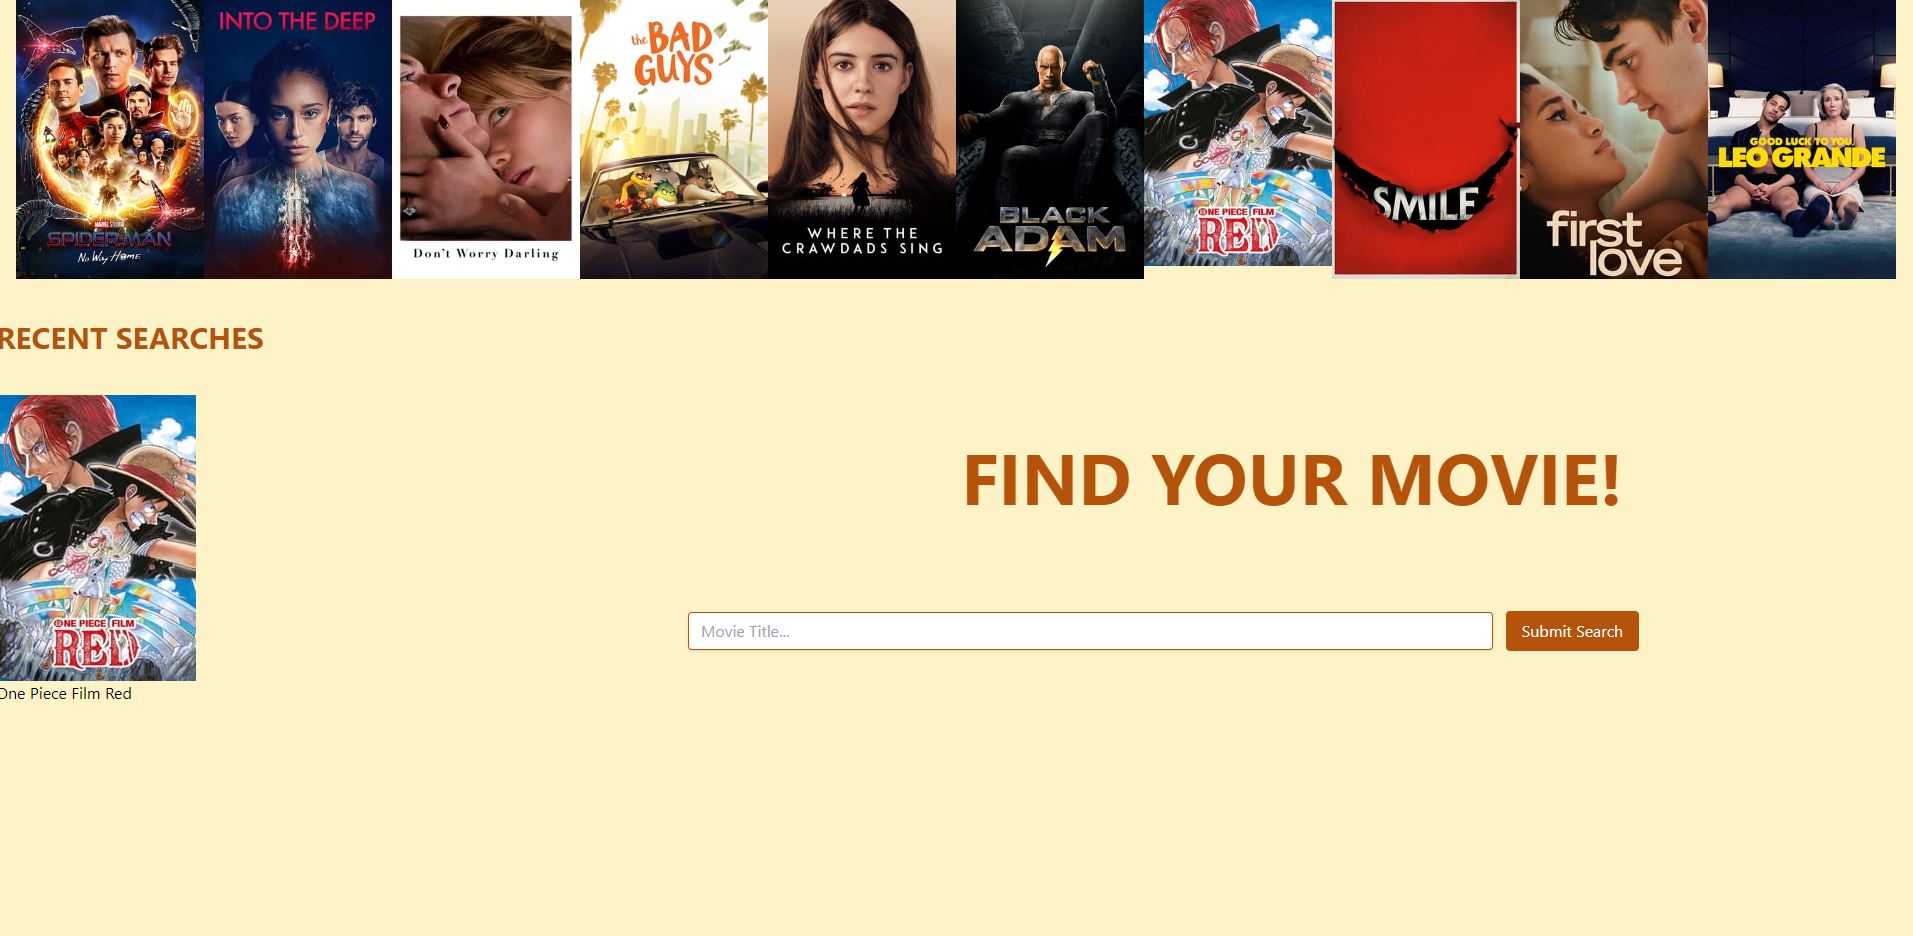 MARVEL STUDIOS
SPIDER-MAN
No Way Home
INTO THE DEEP
Don't Worry Darling
the BAD
GUYS
WHERE THE
CRAWDADS SING
BLACK
ADAM
ONE PIECE FILM
RED
SMILE
first
love
GOOD LUCK TO YOU,
LEO GRANDE
RECENT SEARCHES
ONE PIECE FILM
RED
One Piece Film Red
FIND YOUR MOVIE!
Movie Title...
Submit Search